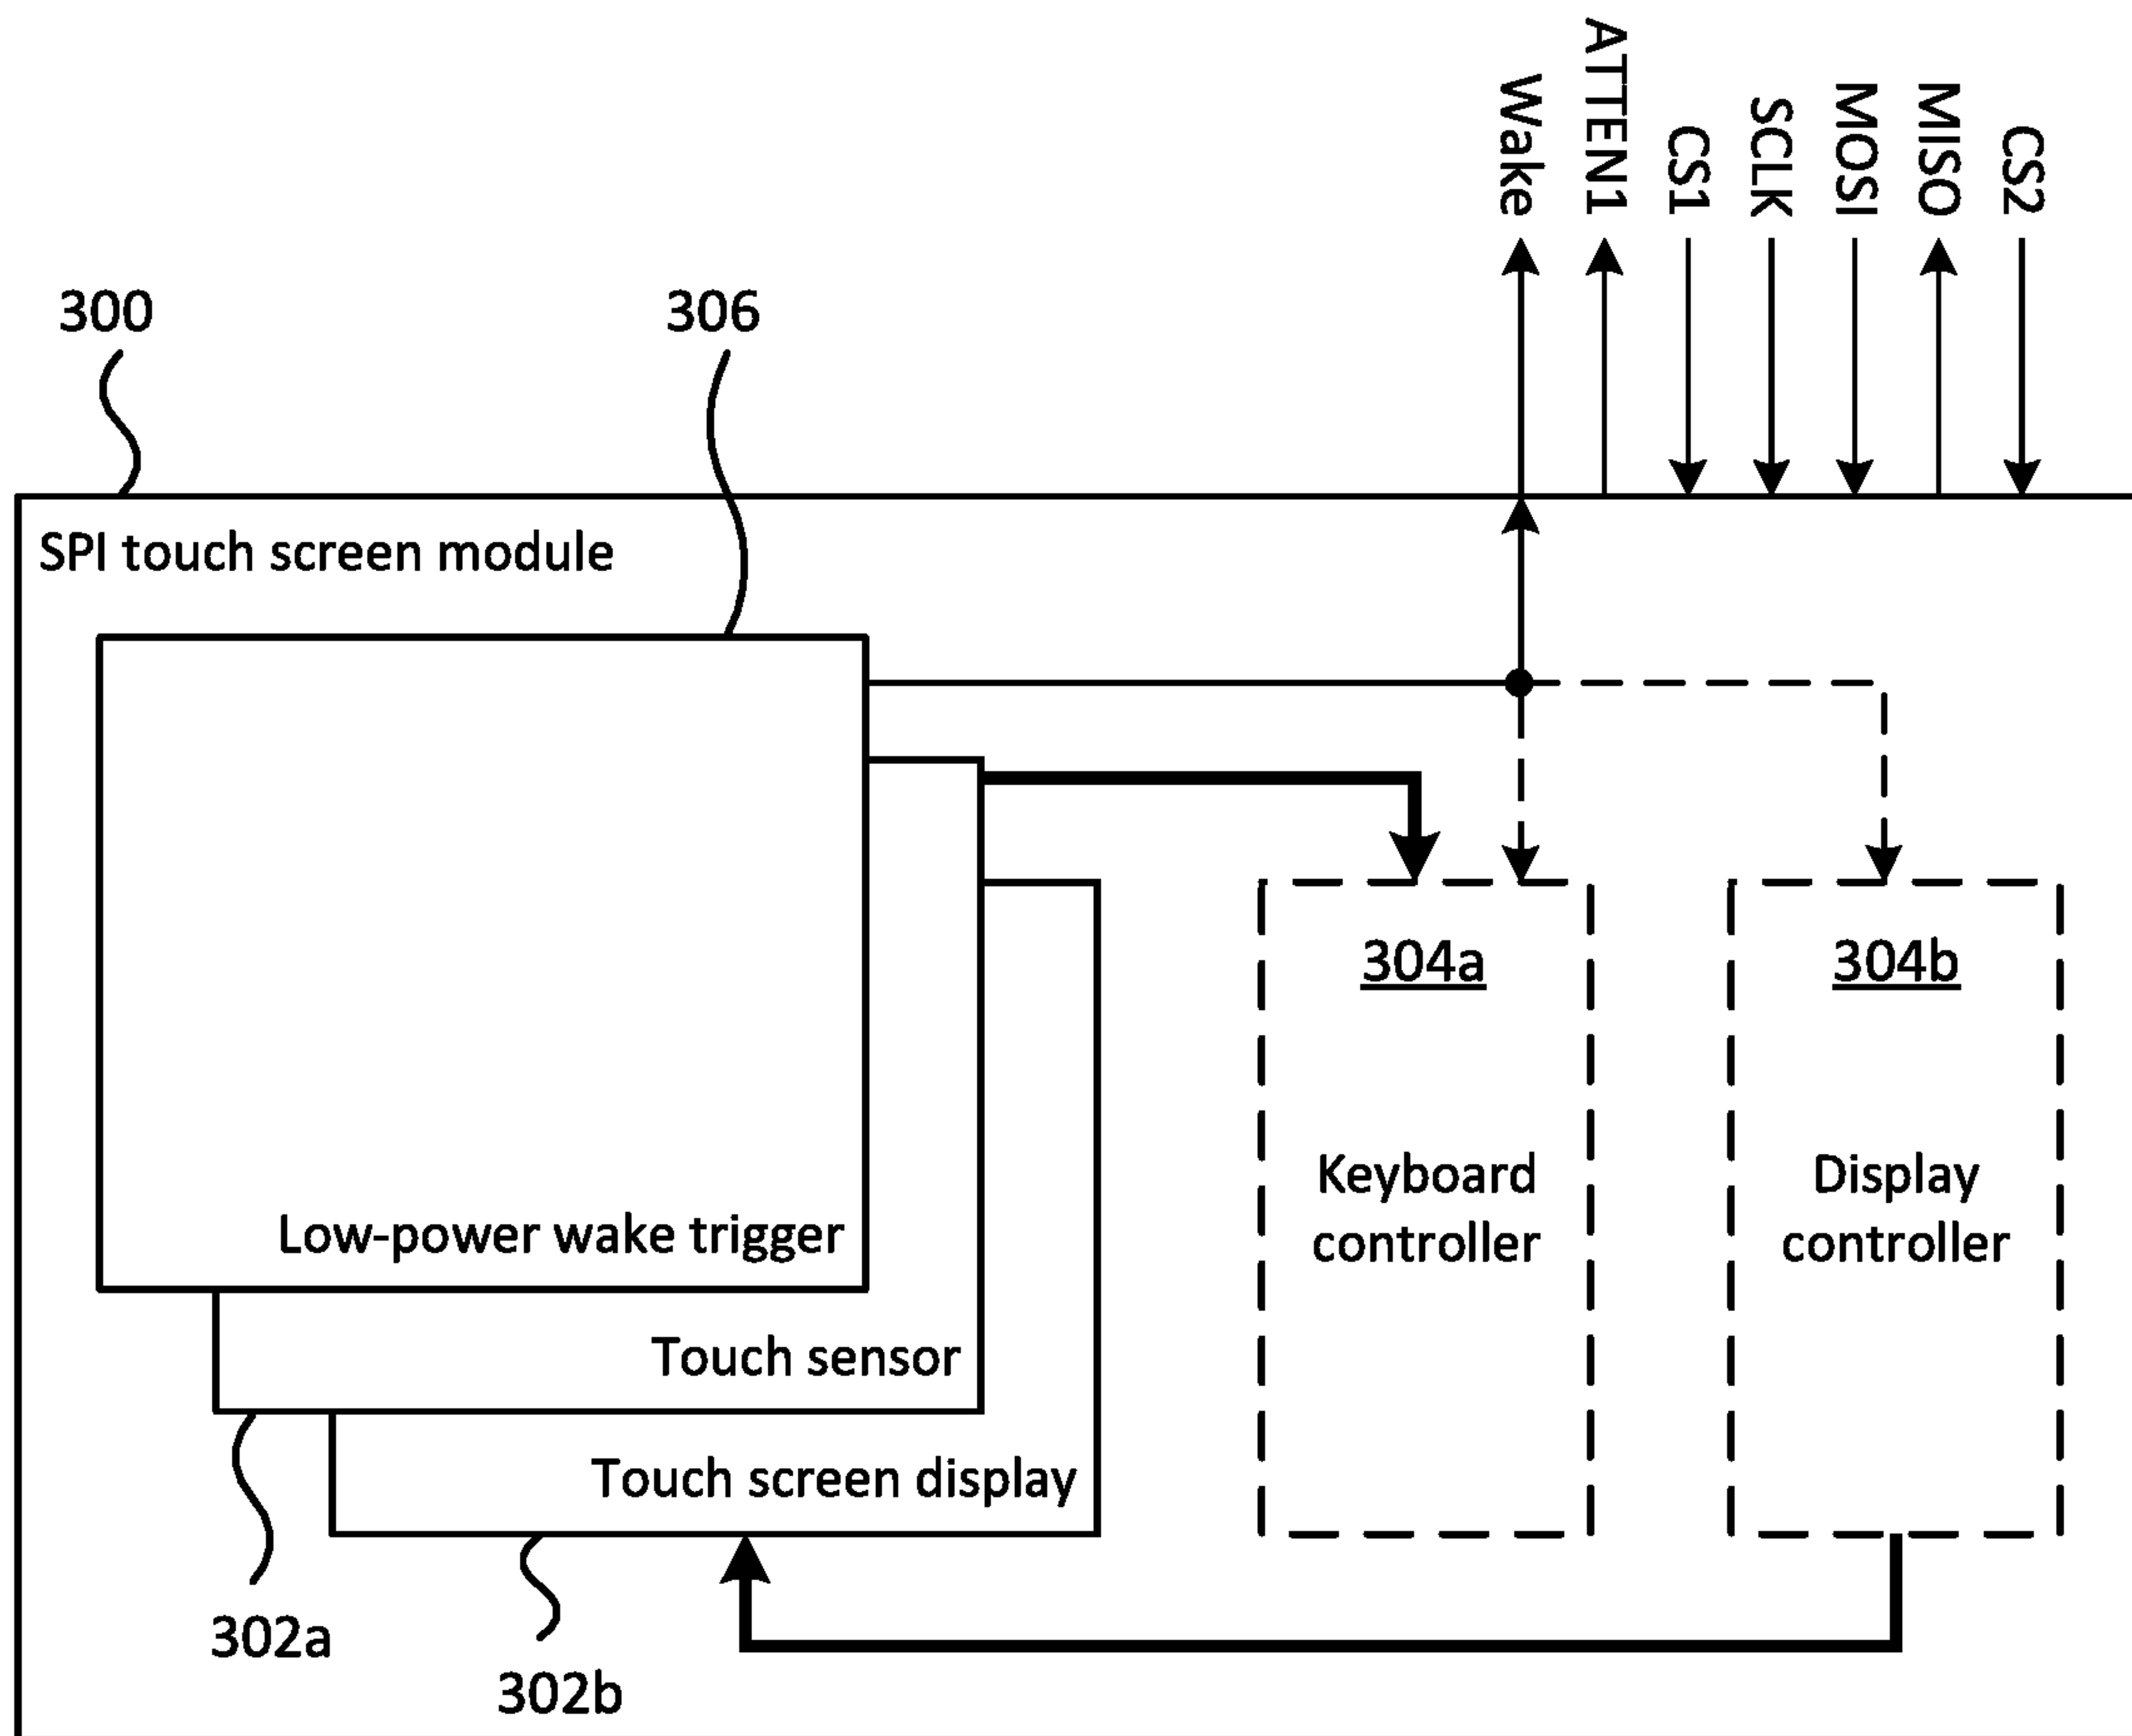 Wake
ATTEN1
CS1
SCLK
MOSI
MISO
CS2
300
306
SPI touch screen module
304a
304b
Keyboard
controller
Display
controller
Low-power wake trigger
Touch sensor
Touch screen display
302a
302b